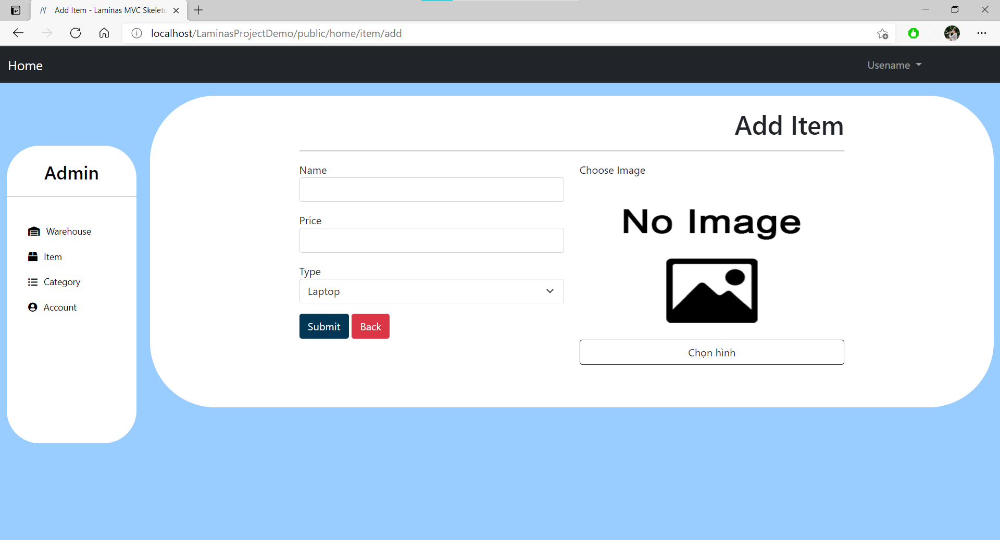 Add Item - Laminas MVC Skeleto
localhost/LaminasProjectDemo/public/home/item/add
Home
Usename
Add Item
Admin
Warehouse
Item
Category
Account
Name
Price
Type
Laptop
Submit Back
Choose Image
No Image
Chọn hình